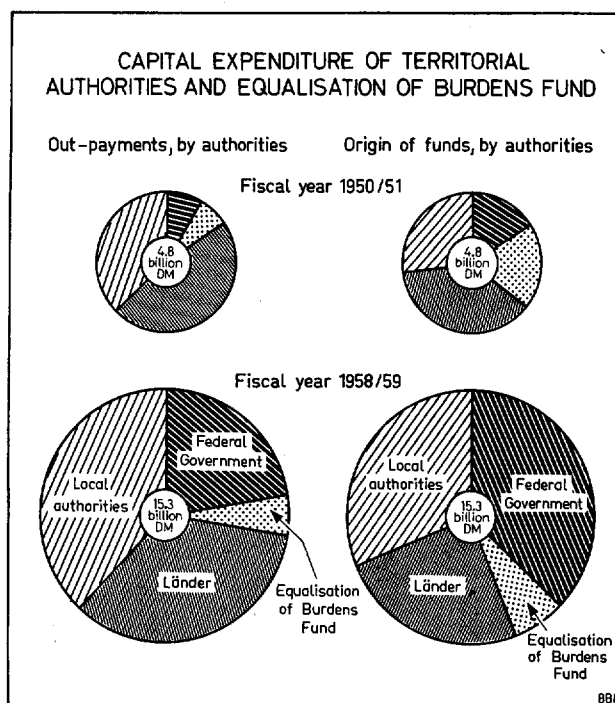 CAPITAL EXPENDITURE OF TERRITORIAL
AUTHORITIES AND EQUALISATION OF BURDENS FUND
Out-payments, by authorities
Origin of funds, by authorities
Fiscal year 1950/51
4.8
billion
DM
4.8
billion
DM
Fiscal year 1958/59
Local
authorities
Federal
Government
15.3
billion
DM
Länder
Equalisation
of Burdens
Fund
Local
authorities
Federal
Government
15.3
billion
DM
Länder
Equalisation
of Burdens
Fund